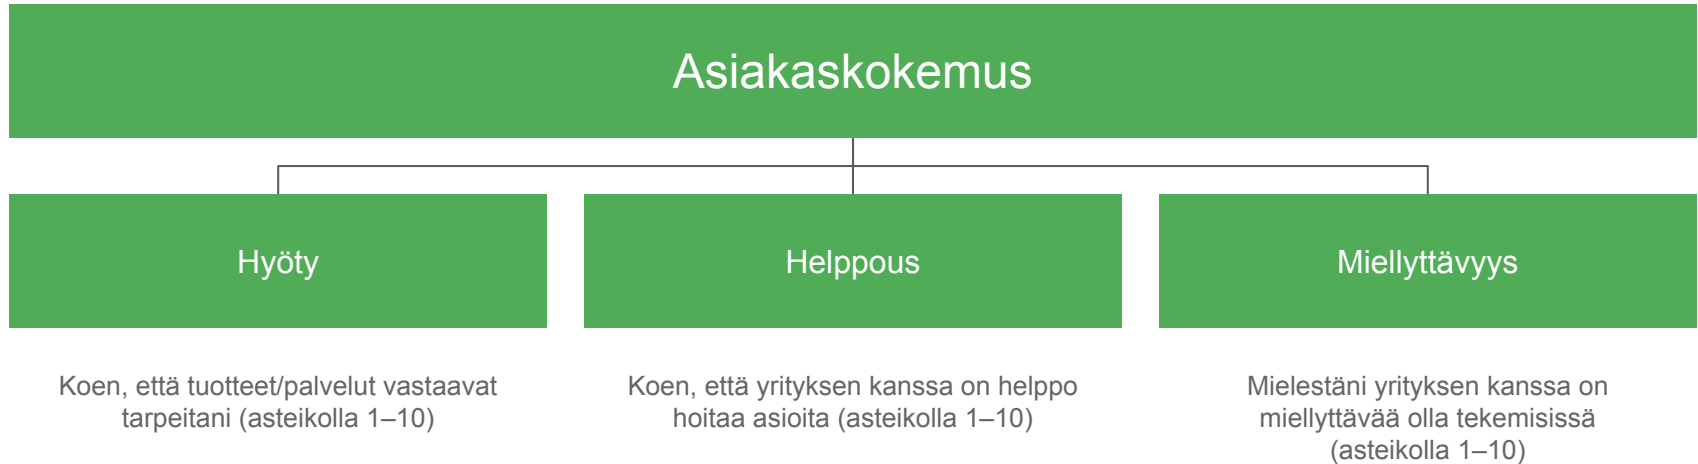 Asiakaskokemus
Hyöty
Helppous
Miellyttävyys
Koen, että tuotteet/palvelut vastaavat
tarpeitani (asteikolla 1–10)
Koen, että yrityksen kanssa on helppo
hoitaa asioita (asteikolla 1–10)
Mielestäni yrityksen kanssa on
miellyttävää olla tekemisissä
(asteikolla 1–10)